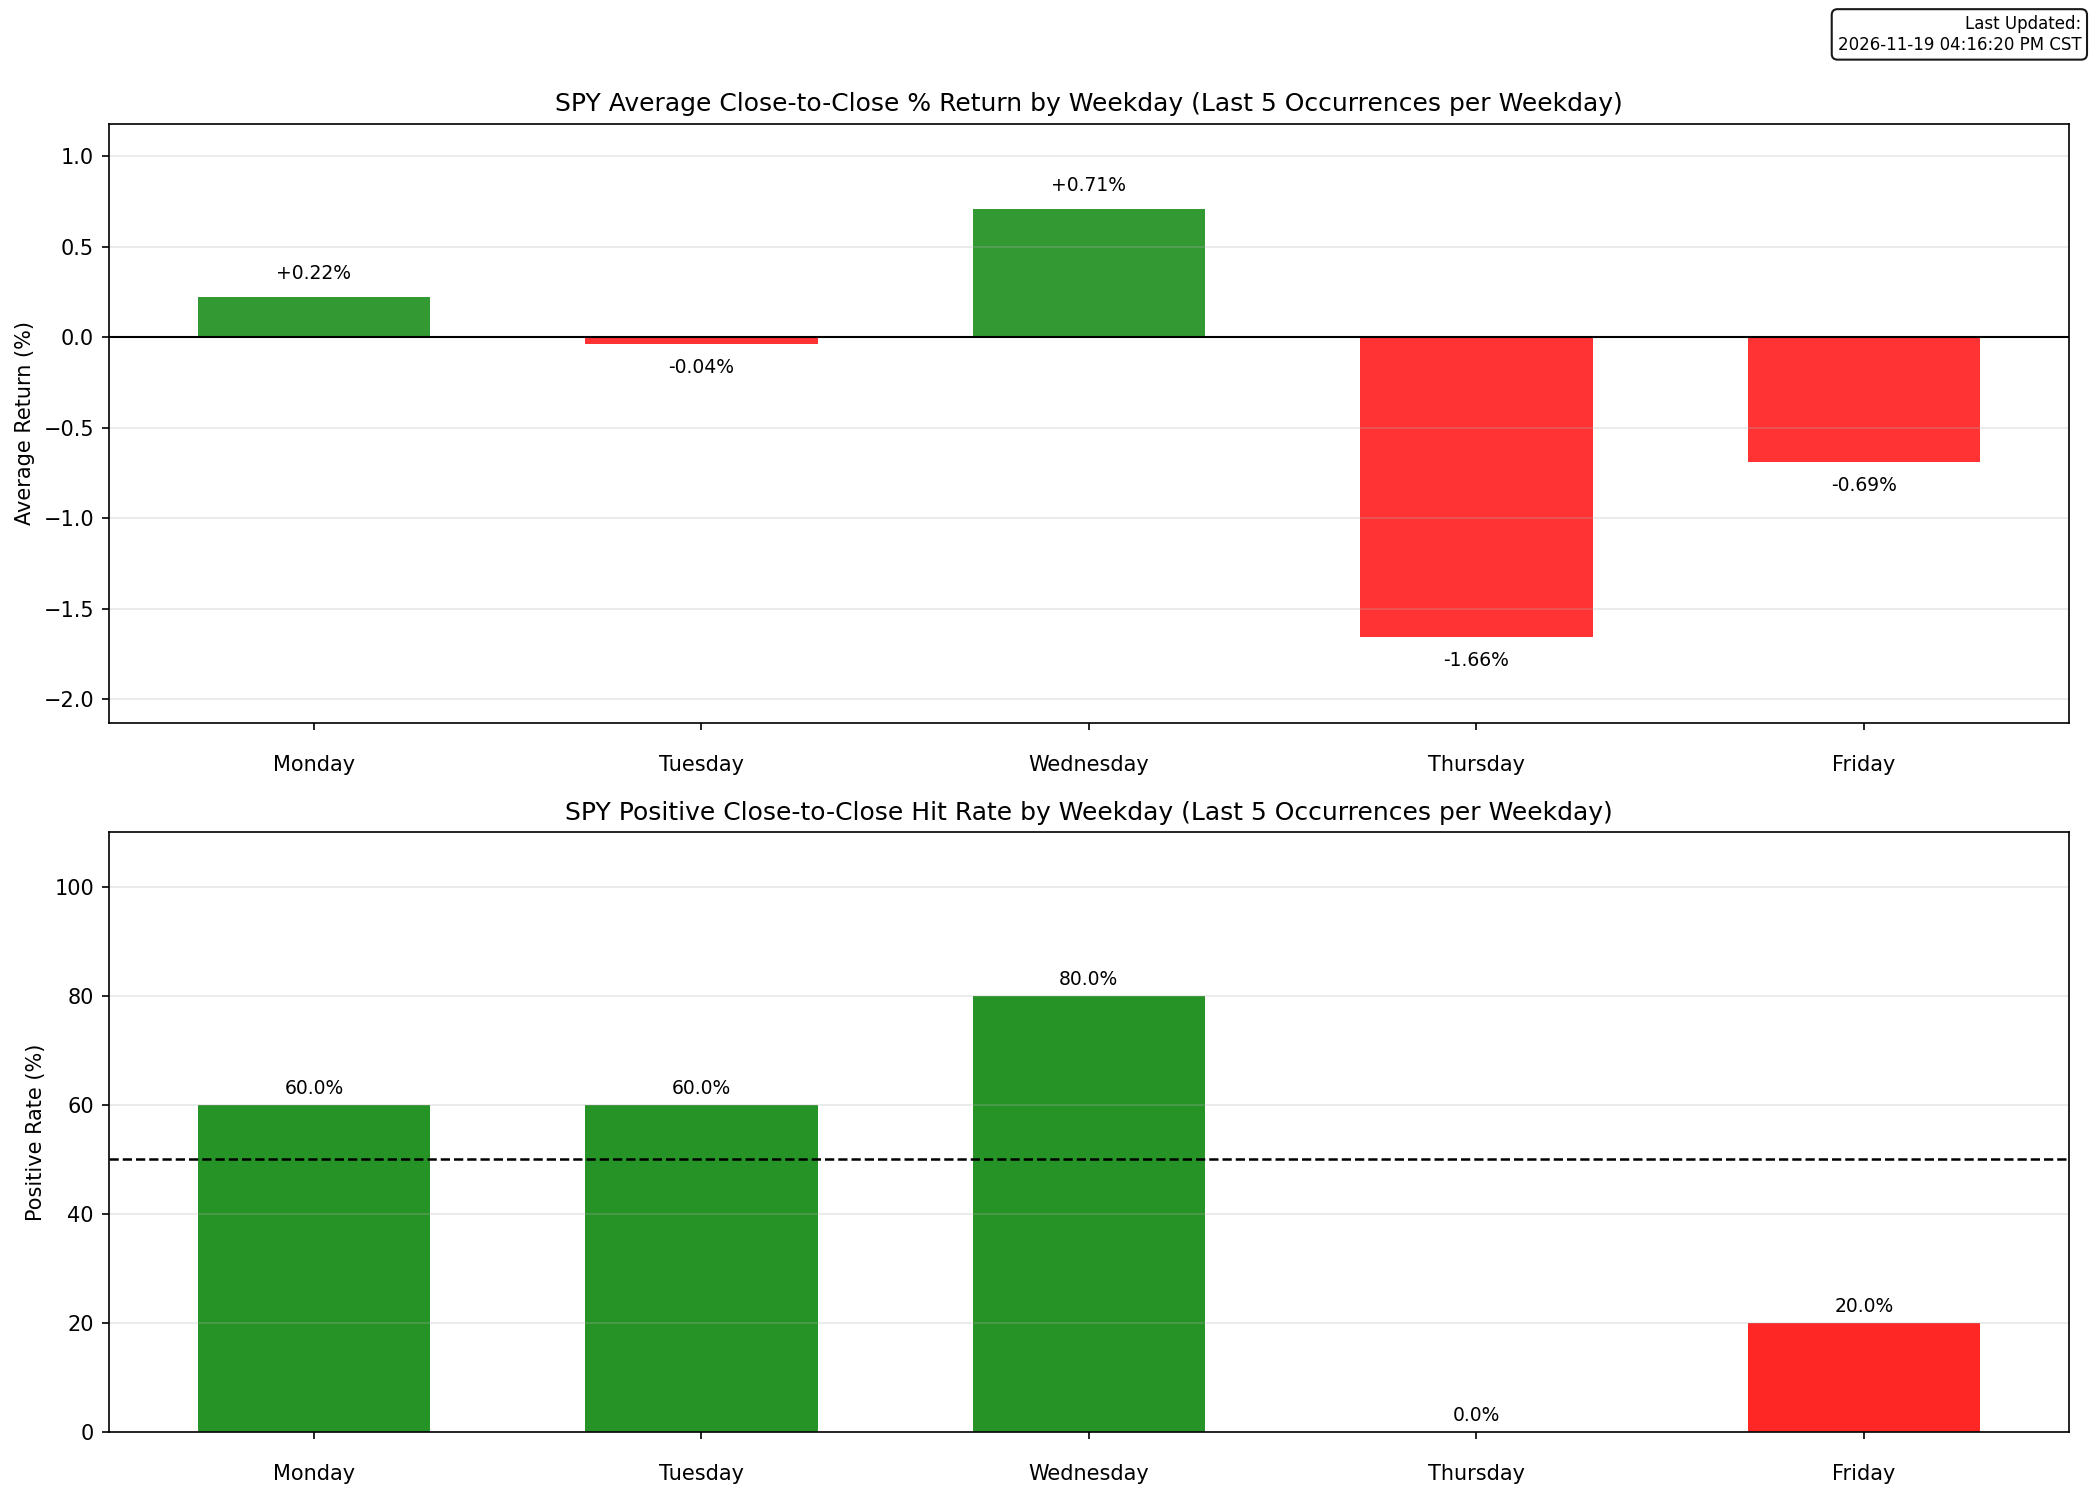 Last Updated:
2026-11-19 04:16:20 PM CST
SPY Average Close-to-Close % Return by Weekday (Last 5 Occurrences per Weekday)
Average Return (%)
1.0
0.5
0.0
−0.5
−1.0
−1.5
−2.0
+0.22%
-0.04%
+0.71%
-1.66%
-0.69%
Monday Tuesday Wednesday Thursday Friday
SPY Positive Close-to-Close Hit Rate by Weekday (Last 5 Occurrences per Weekday)
Positive Rate (%)
100
80
60
40
20
0
60.0%
60.0%
80.0%
0.0%
20.0%
Monday Tuesday Wednesday Thursday Friday